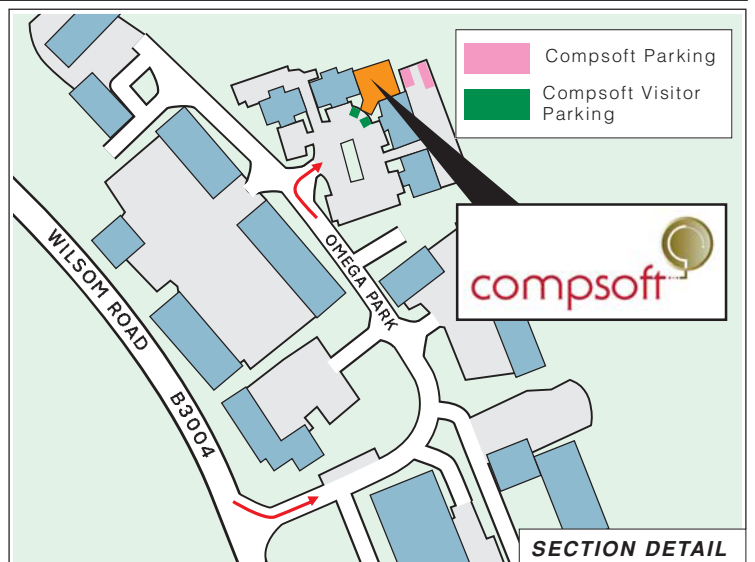 Compsoft Parking
Compsoft Visitor
Parking
compsoft
OMEGA PARK
WILSOM ROAD
B3004
SECTION DETAIL